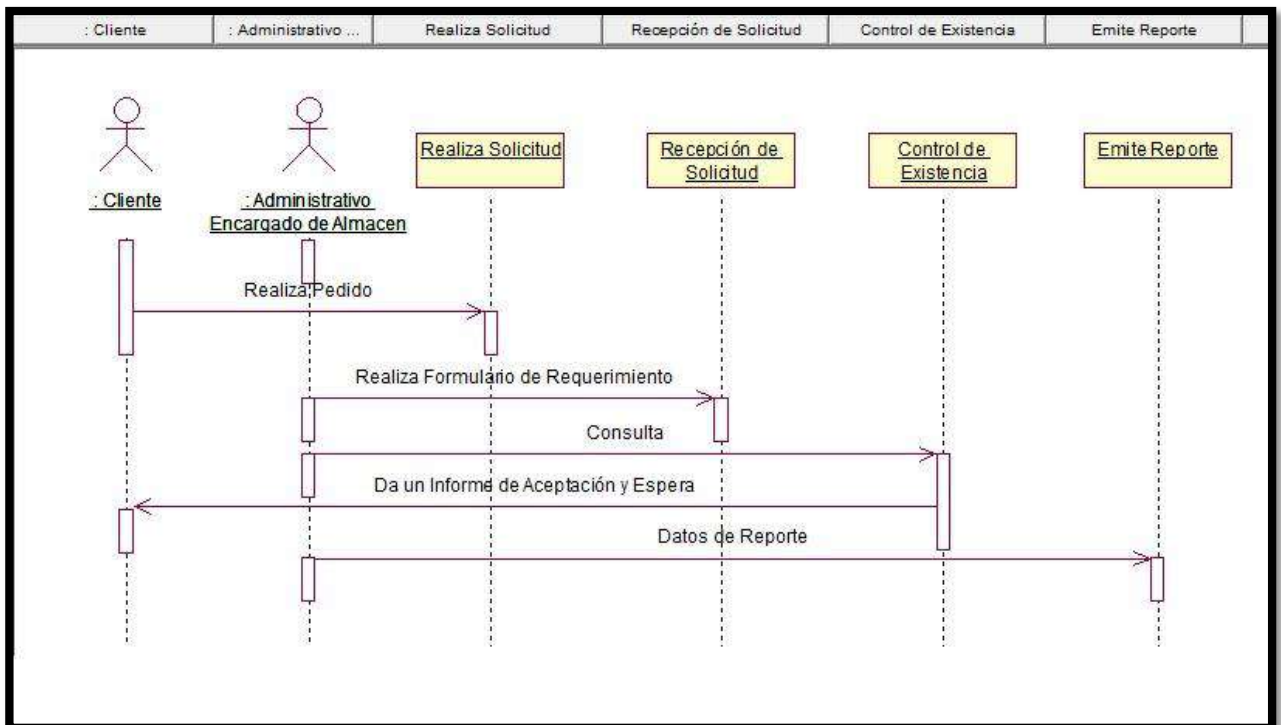 : Cliente
: Administrativo ...
Realiza Solicitud
Recepción de Solicitud
Control de Existencia
Emite Reporte
: Cliente
: Administrativo
Encargado de Almacen
Realiza Solicitud
Recepción de
Solicitud
Control de
Existencia
Emite Reporte
Realiza Pedido
Realiza Formulario de Requerimiento
Consulta
Da un Informe de Aceptación y Espera
Datos de Reporte